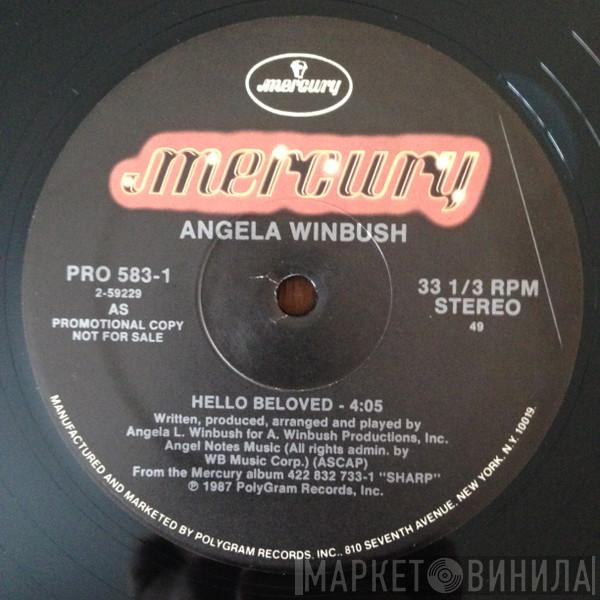 mercury
mercury
ANGELA WINBUSH
PRO 583-1
2-59229
AS
PROMOTIONAL COPY
NOT FOR SALE
33 1/3 RPM
STEREO
49
HELLO BELOVED - 4:05
Written, produced, arranged and played by
Angela L. Winbush for A. Winbush Productions, Inc.
Angel Notes Music (All rights admin. by
WB Music Corp.) (ASCAP)
From the Mercury album 422 832 733-1 "SHARP"
℗ 1987 PolyGram Records, Inc.
MANUFACTURED AND MARKETED BY POLYGRAM RECORDS, INC., 810 SEVENTH AVENUE, NEW YORK, N.Y. 10019.
МАРКЕТ ВИНИЛА